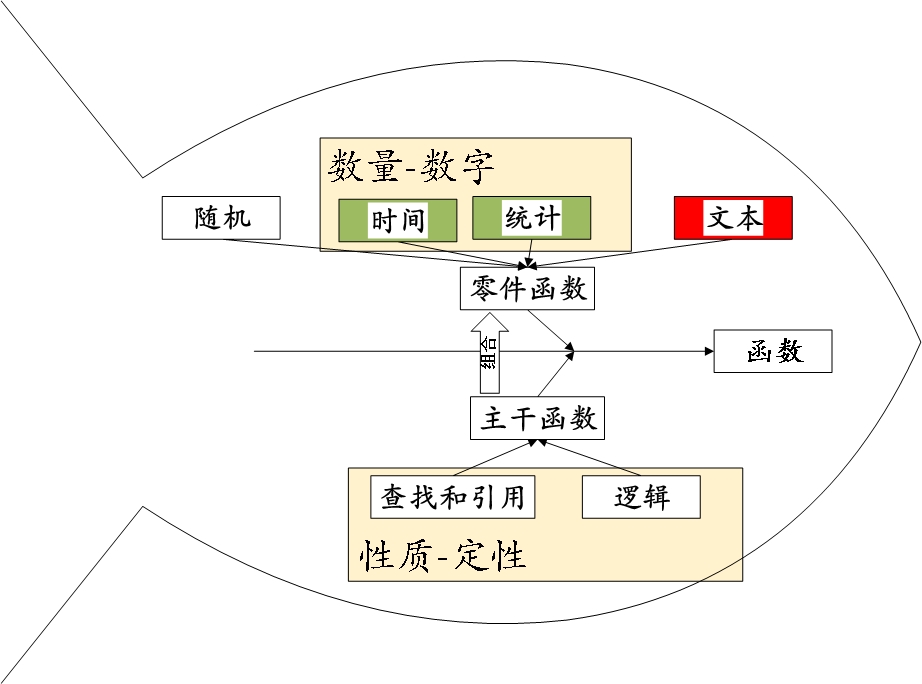 数量-数字
随机
时间
统计
文本
零件函数
组合
函数
主干函数
查找和引用
逻辑
性质-定性